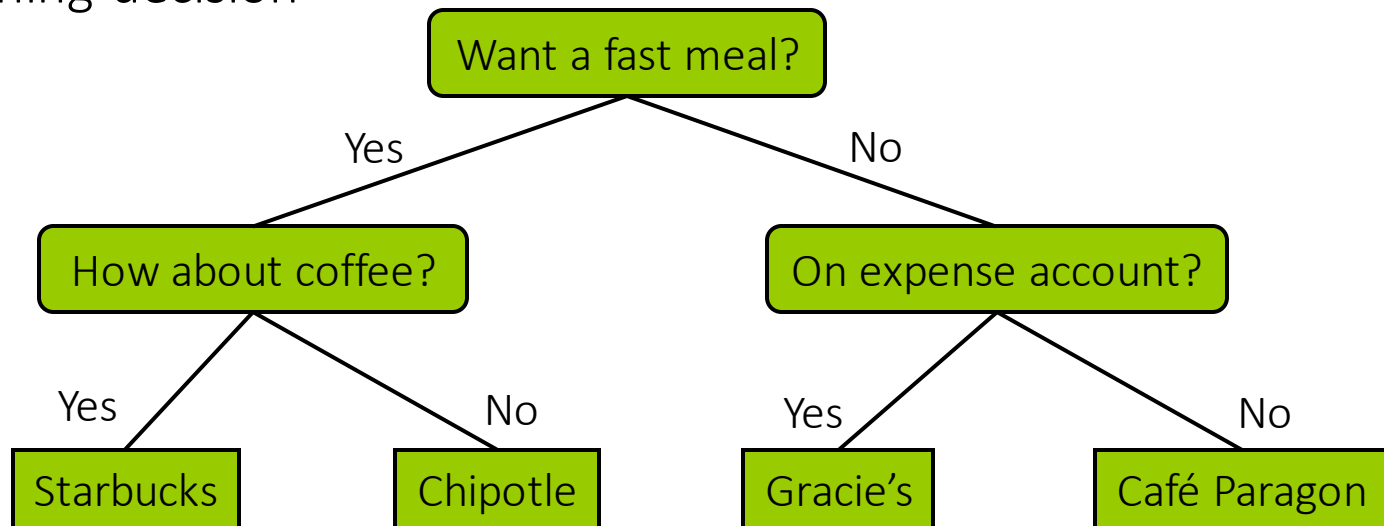 decision
Want a fast meal?
Yes
No
How about coffee?
On expense account?
Yes
No
Yes
No
Starbucks
Chipotle
Gracie’s
Café Paragon